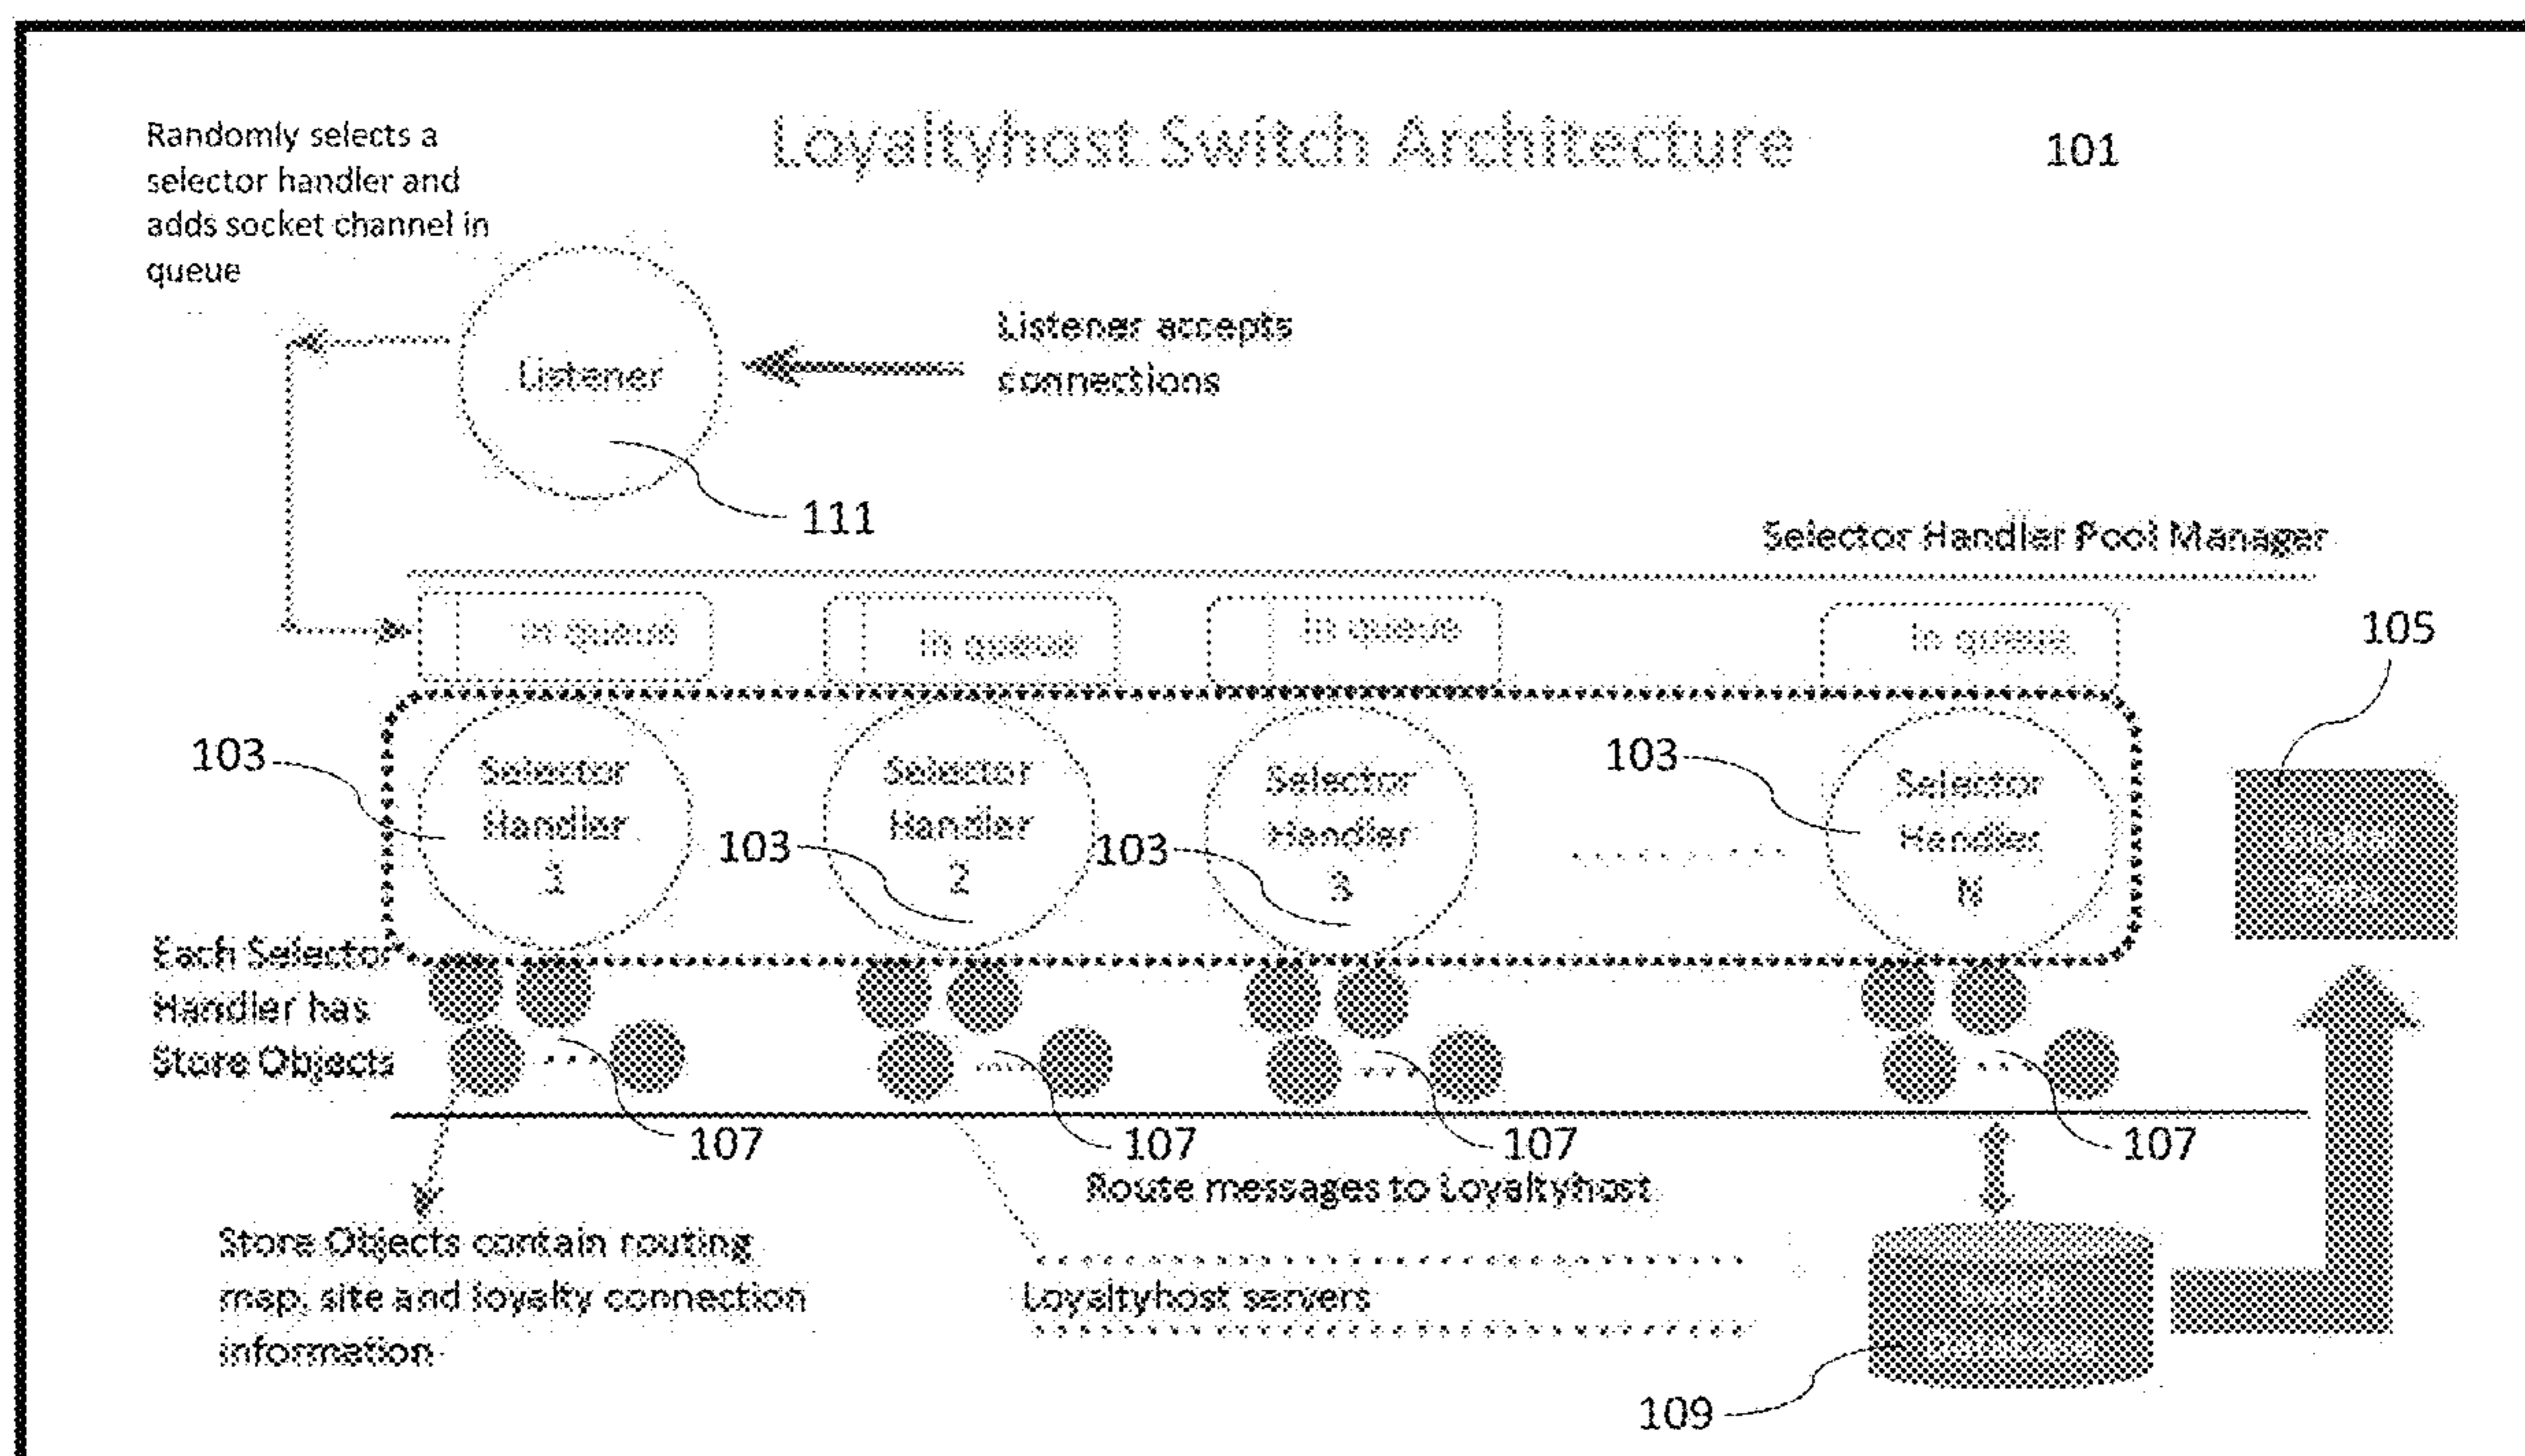 Loyaltyhost Switch Architecture
101
Randomly selects a
selector handler and
adds socket channel in
queue
Listener
Listener accepts
connections
111
Selector Handler Pool Manager
In queue
In queue
In queue
In queue
105
103
Selector
Handler
1
103
Selector
Handler
2
103
Selector
Handler
3
103
Selector
Handler
N
Each Selector
Handler has
Store Objects
107
107
107
107
Route messages to Loyaltyhost
Store Objects contain routing
map, site and loyalty connection
information
Loyaltyhost servers
109